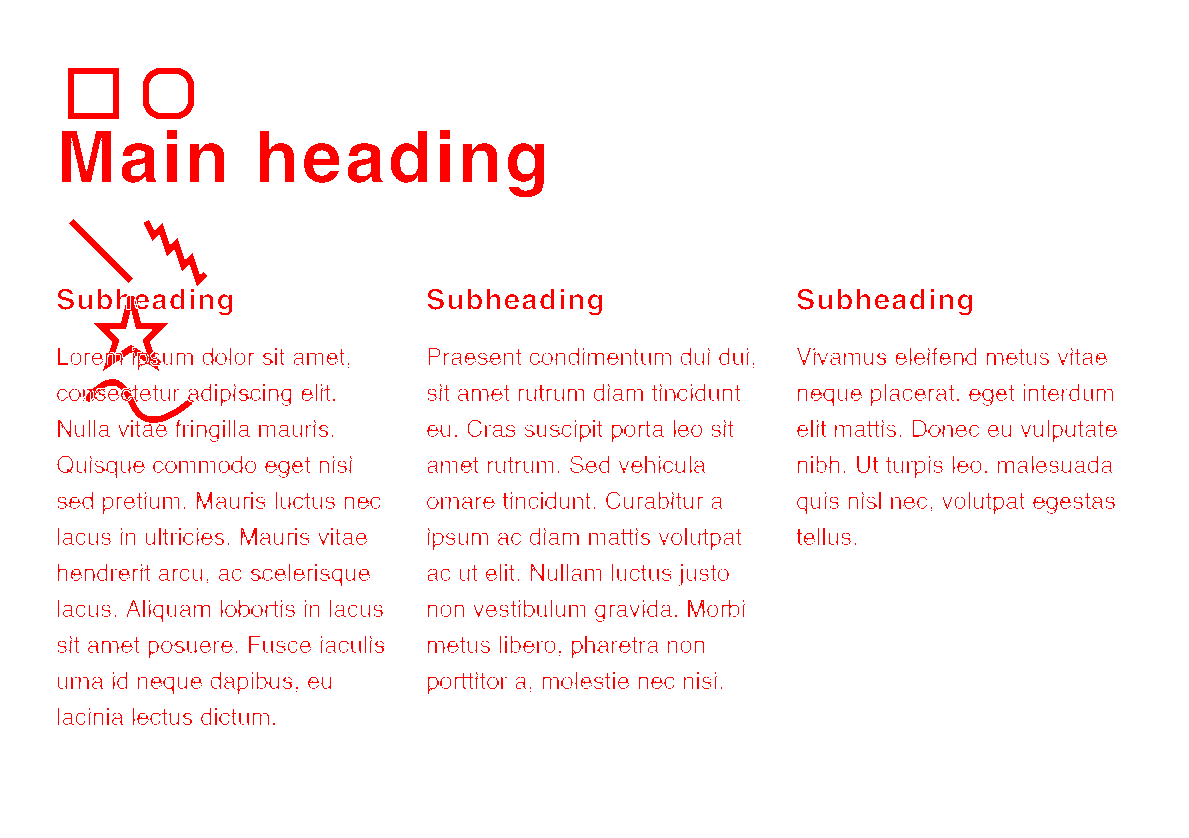 Main heading
Subheading
Lorem ipsum dolor sit amet,
consectetur adipiscing elit.
Nulla vitae fringilla mauris.
Quisque commodo eget nisi
sed pretium. Mauris luctus nec
lacus in ultricies. Mauris vitae
hendrerit arcu, ac scelerisque
lacus. Aliquam lobortis in lacus
sit amet posuere. Fusce iaculis
urna id neque dapibus, eu
lacinia lectus dictum.
Subheading
Praesent condimentum dui dui,
sit amet rutrum diam tincidunt
eu. Cras suscipit porta leo sit
amet rutrum. Sed vehicula
ornare tincidunt. Curabitur a
ipsum ac diam mattis volutpat
ac ut elit. Nullam luctus justo
non vestibulum gravida. Morbi
metus libero, pharetra non
porttitor a, molestie nec nisi.
Subheading
Vivamus eleifend metus vitae
neque placerat, eget interdum
elit mattis. Donec eu vulputate
nibh. Ut turpis leo, malesuada
quis nisl nec, volutpat egestas
tellus.